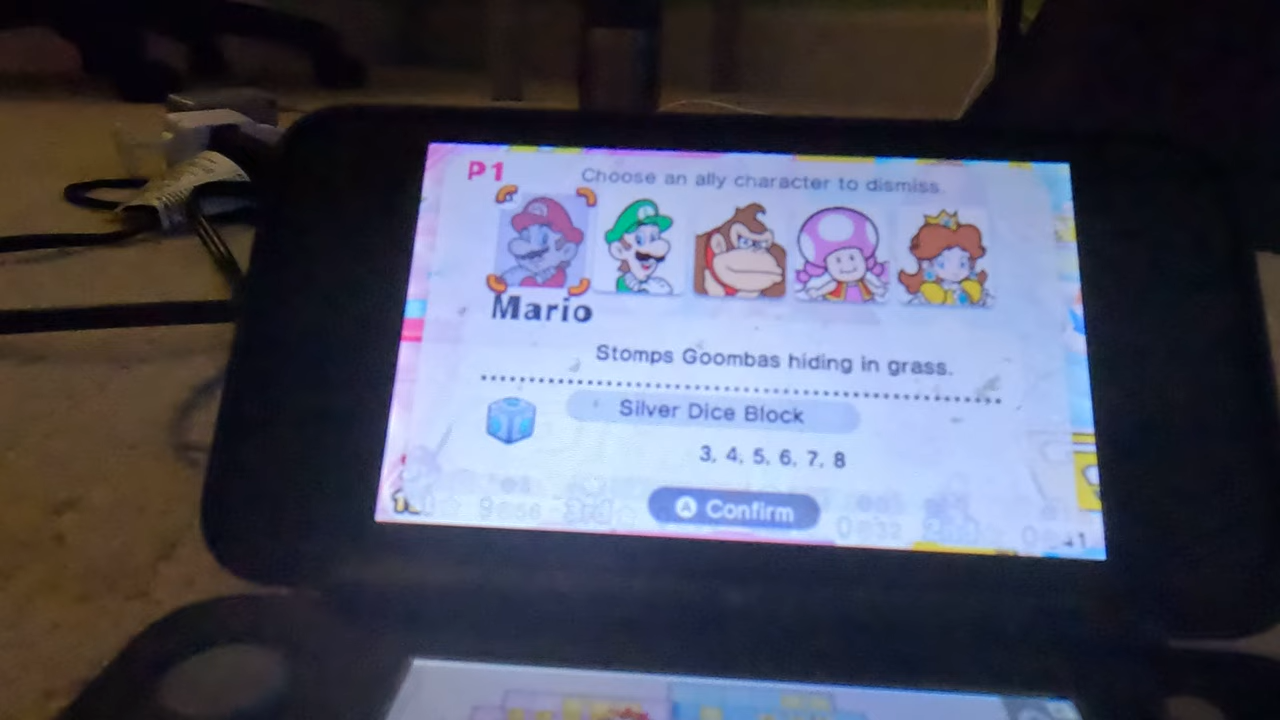 P1
Choose an ally character to dismiss.
Mario
Stomps Goombas hiding in grass.
Silver Dice Block
3, 4, 5, 6, 7, 8
A Confirm